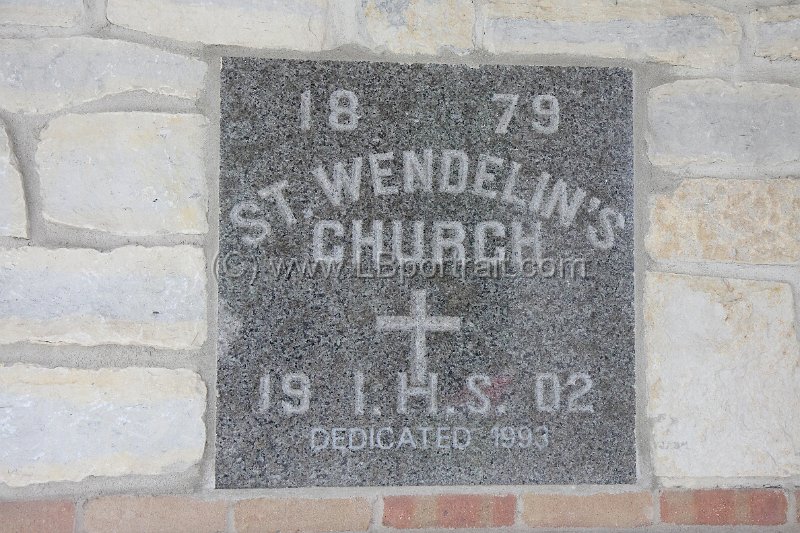 18 79
ST. WENDELIN'S
CHURCH
(C) www.LBportrait.com
19 I.H.S. 02
DEDICATED 1993